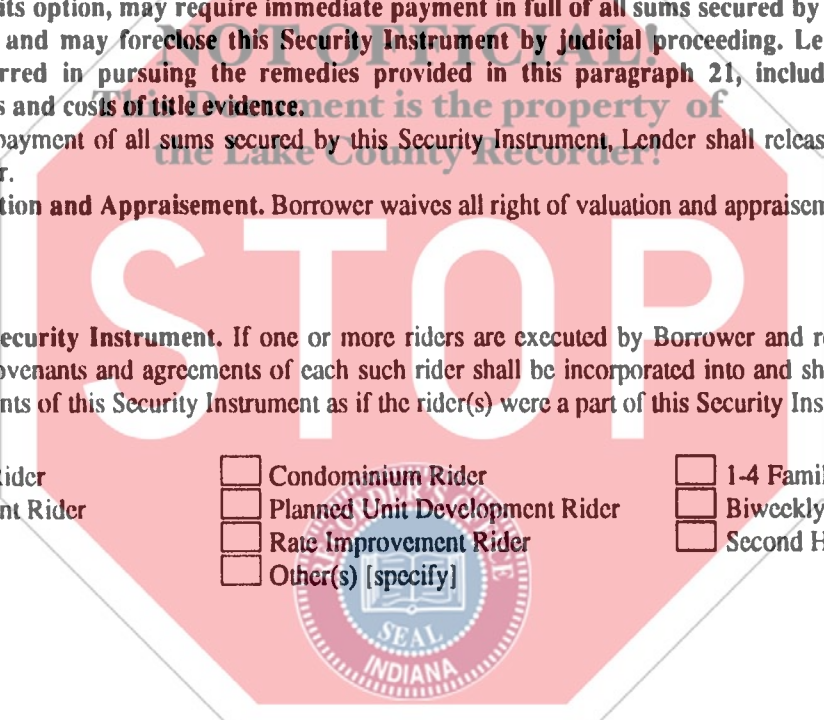 its option, may require immediate payment in full of all sums secured by
NOT OFFICIAL!
and may foreclose this Security Instrument by judicial proceeding. Le
rred in pursuing the remedies provided in this paragraph 21, includ
This Document is the property of
s and costs of title evidence.
payment of all sums secured by this Security Instrument, Lender shall releas
the Lake County Recorder!
r.
tion and Appraisement. Borrower waives all right of valuation and appraisem
STOP
ecurity Instrument. If one or more riders are executed by Borrower and r
ovenants and agreements of each such rider shall be incorporated into and sh
nts of this Security Instrument as if the rider(s) were a part of this Security Ins
ider Condominium Rider 1-4 Famil
nt Rider Planned Unit Development Rider Biweekly
Rate Improvement Rider Second H
Other(s) [specify]
RECORDER'S OFFICE
SEAL
INDIANA